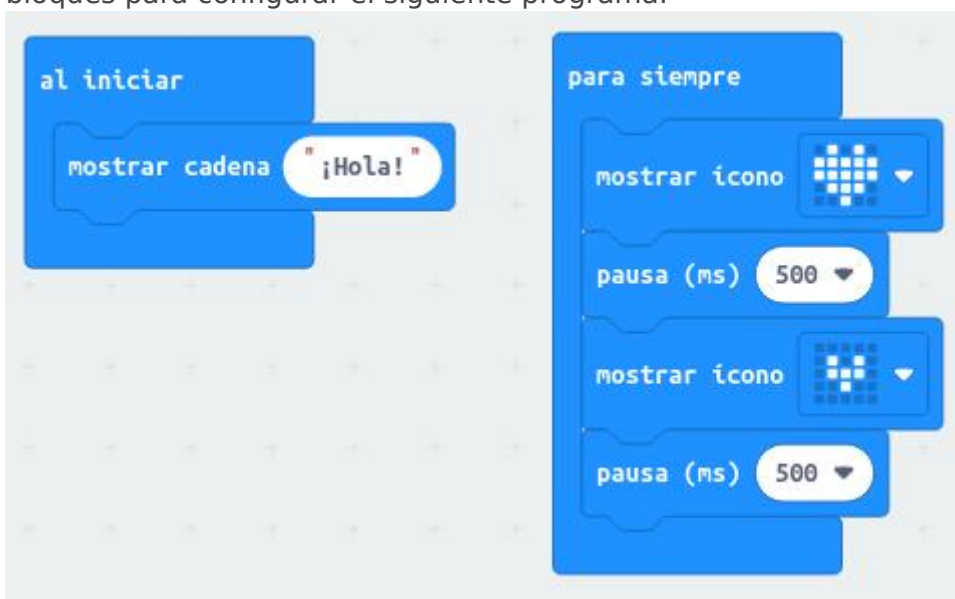 bloques para configurar el siguiente programa:
al iniciar
mostrar cadena "¡Hola!"
para siempre
mostrar ícono
pausa (ms) 500
mostrar ícono
pausa (ms) 500